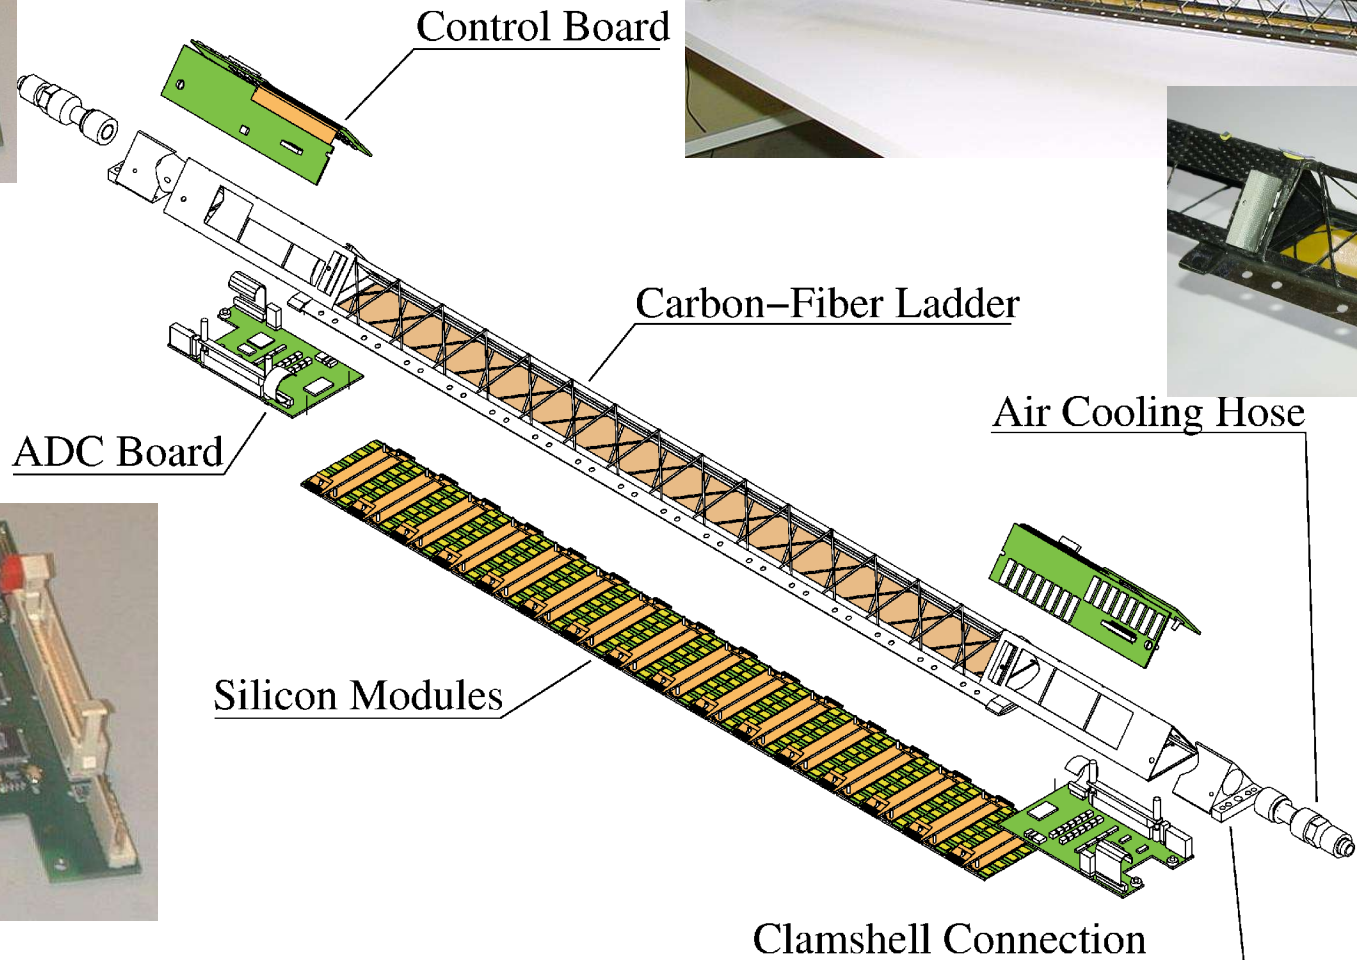 Control Board
Carbon−Fiber Ladder
Air Cooling Hose
ADC Board
Silicon Modules
Clamshell Connection